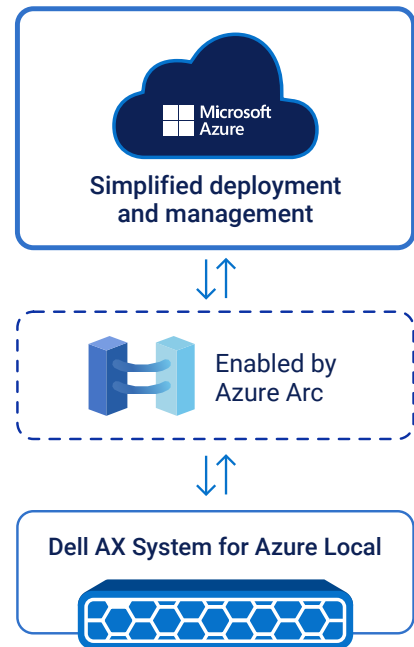 Microsoft
Azure
Simplified deployment
and management
Enabled by
Azure Arc
Dell AX System for Azure Local